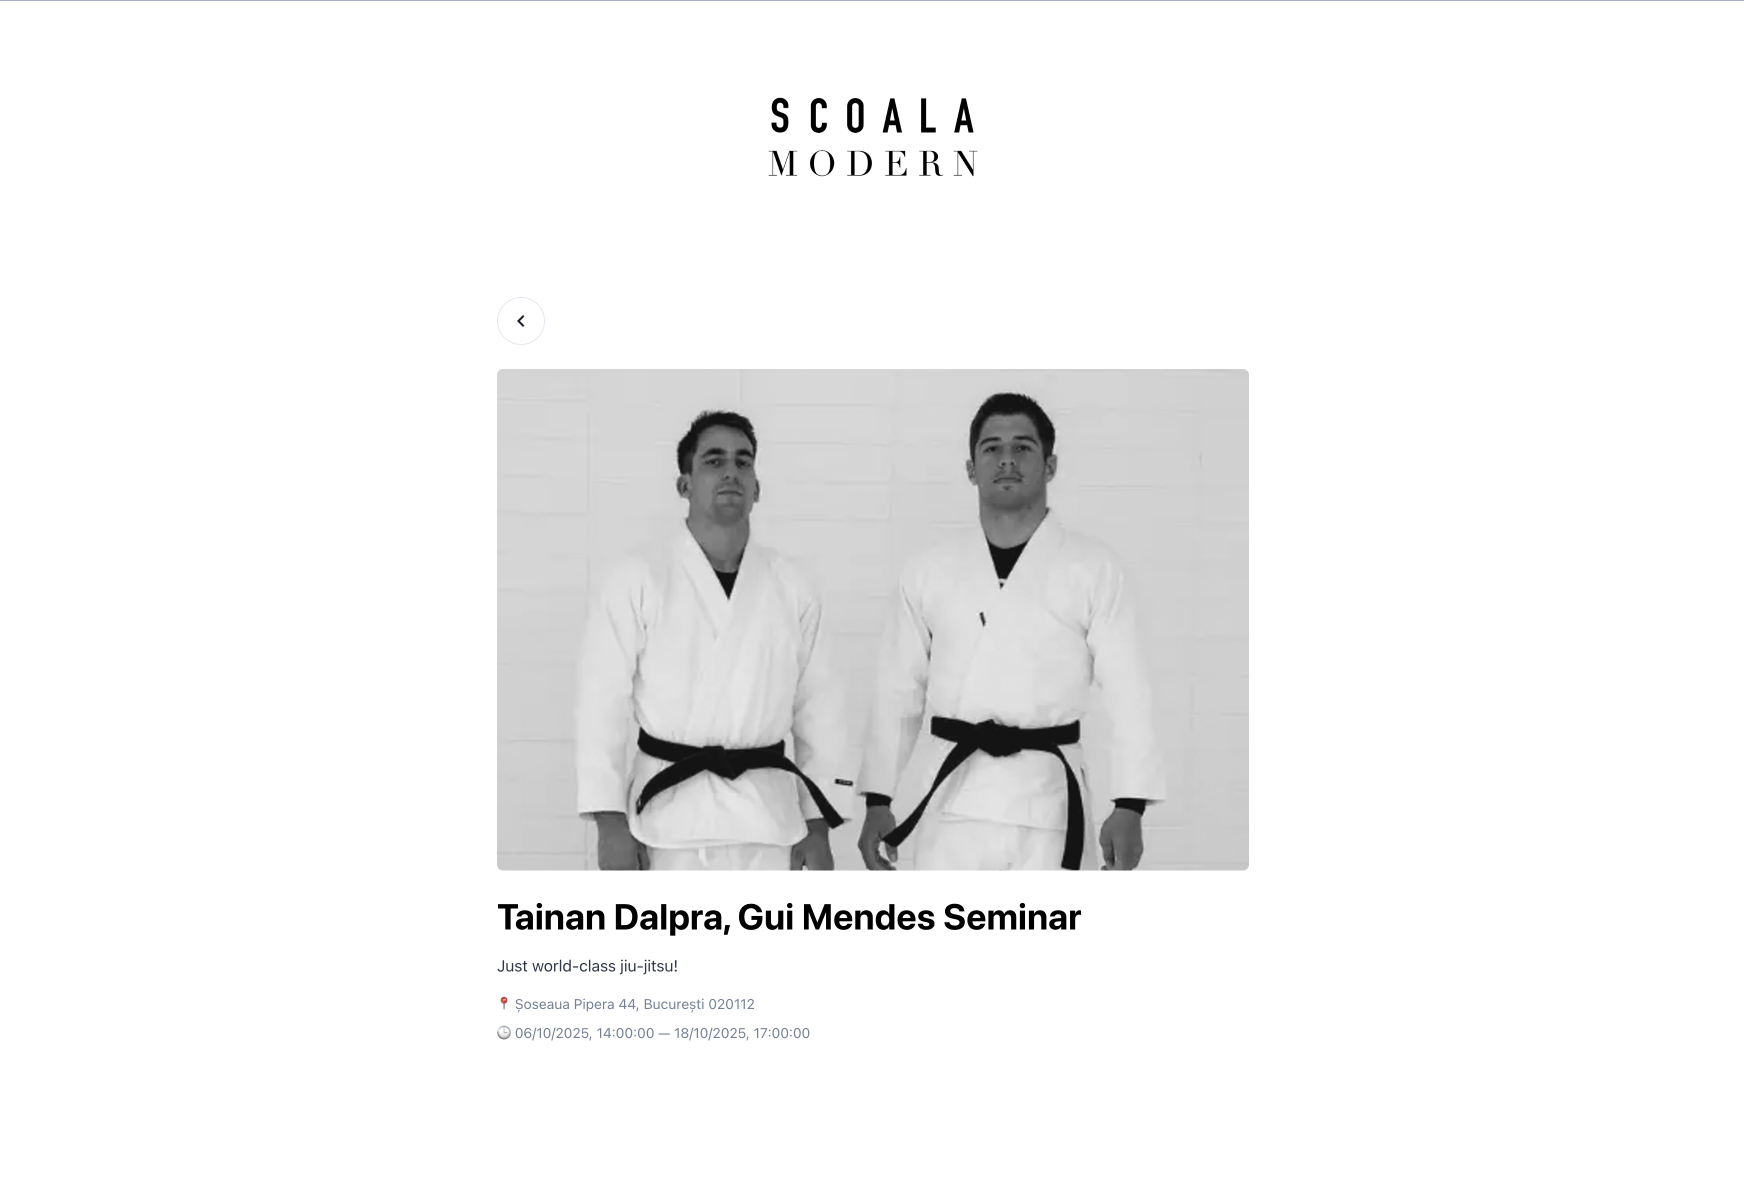 SCOALA
MODERN
Tainan Dalpra, Gui Mendes Seminar
Just world-class jiu-jitsu!
📍 Șoseaua Pipera 44, București 020112
🕒 06/10/2025, 14:00:00 — 18/10/2025, 17:00:00